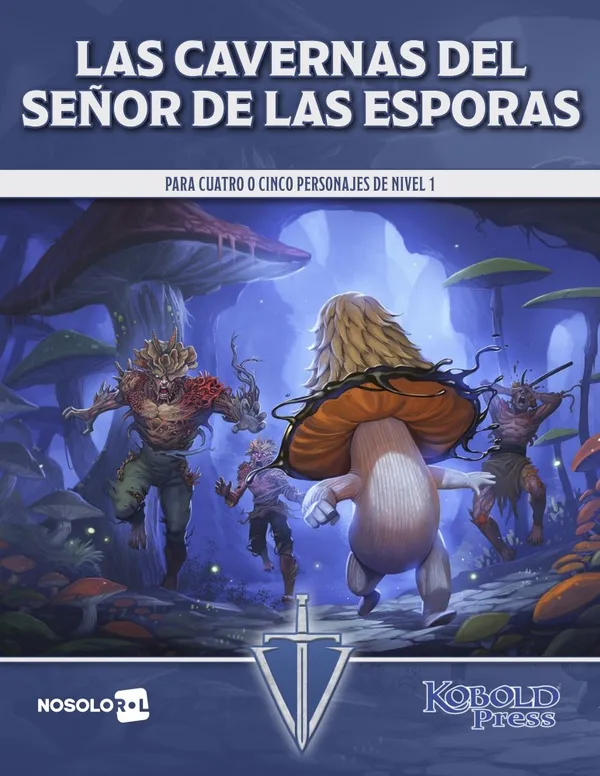 LAS CAVERNAS DEL
SEÑOR DE LAS ESPORAS
PARA CUATRO O CINCO PERSONAJES DE NIVEL 1
NOSOLOROL
KOBOLD
Press